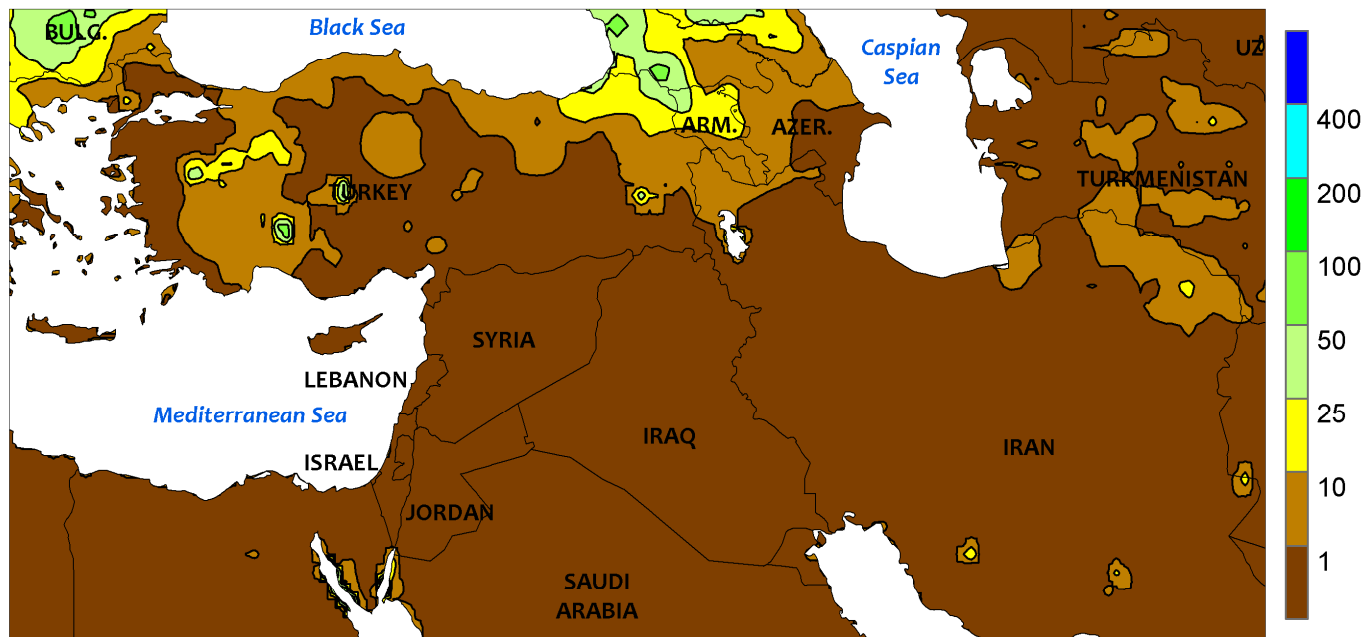 BULG.
Black Sea
Caspian
Sea
UZ
400
ARM.
AZER.
TURKEY
TURKMENISTAN
200
100
SYRIA
50
LEBANON
Mediterranean Sea
25
IRAQ
IRAN
ISRAEL
10
JORDAN
1
SAUDI
ARABIA